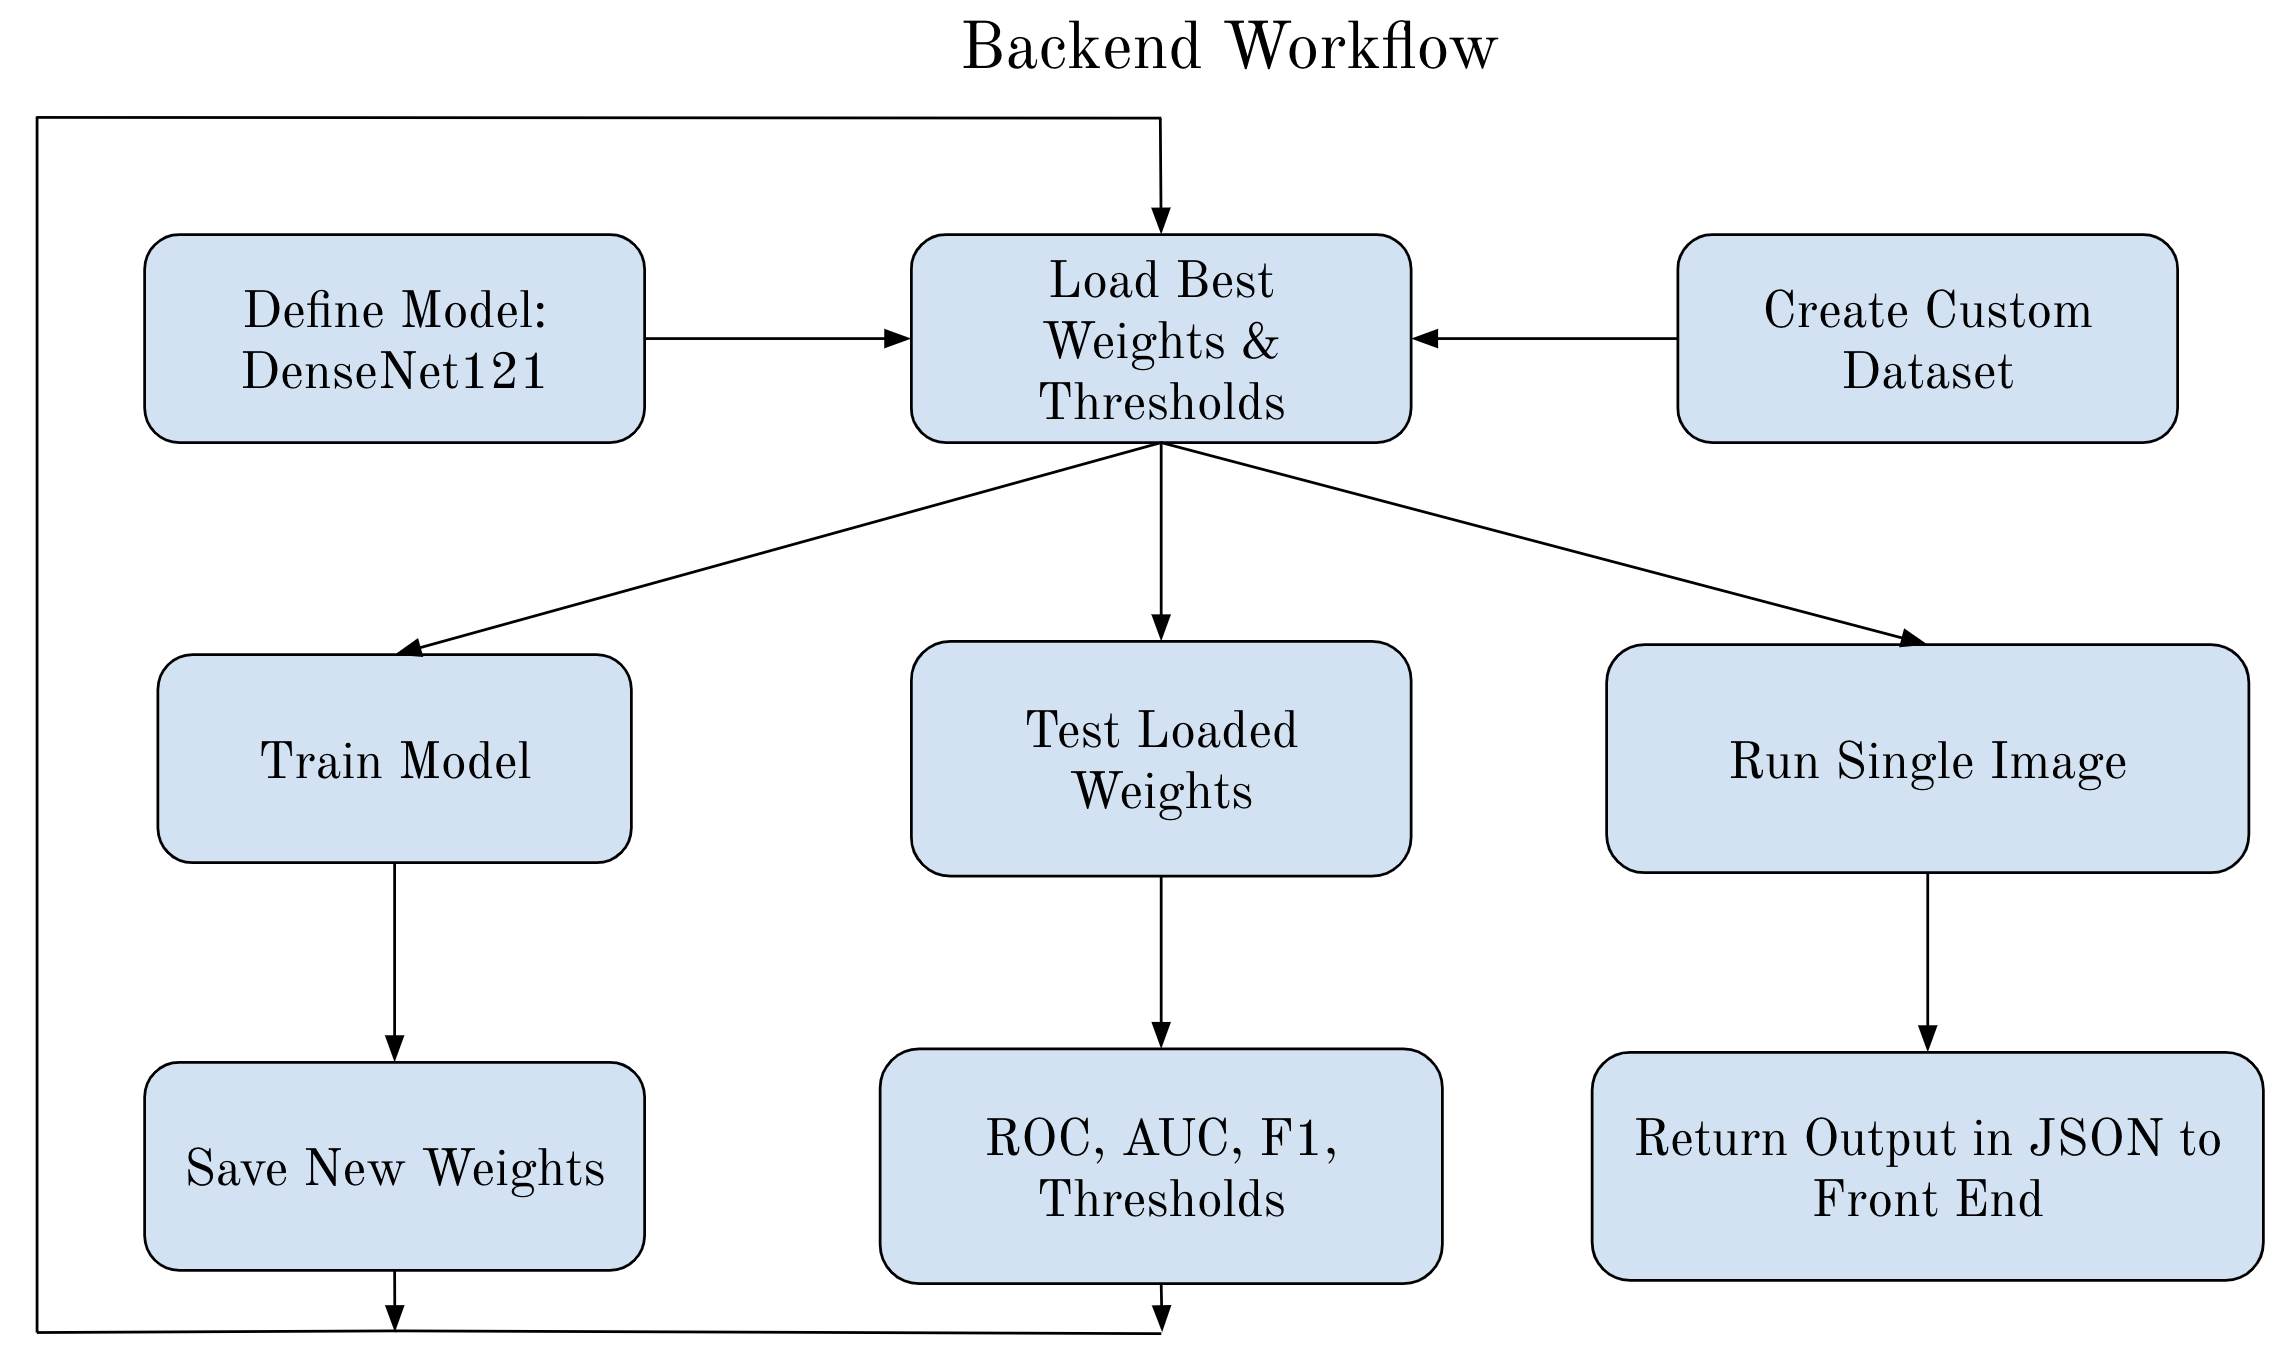 Backend Workflow
Define Model:
DenseNet121
Load Best
Weights &
Thresholds
Create Custom
Dataset
Train Model
Test Loaded
Weights
Run Single Image
Save New Weights
ROC, AUC, F1,
Thresholds
Return Output in JSON to
Front End